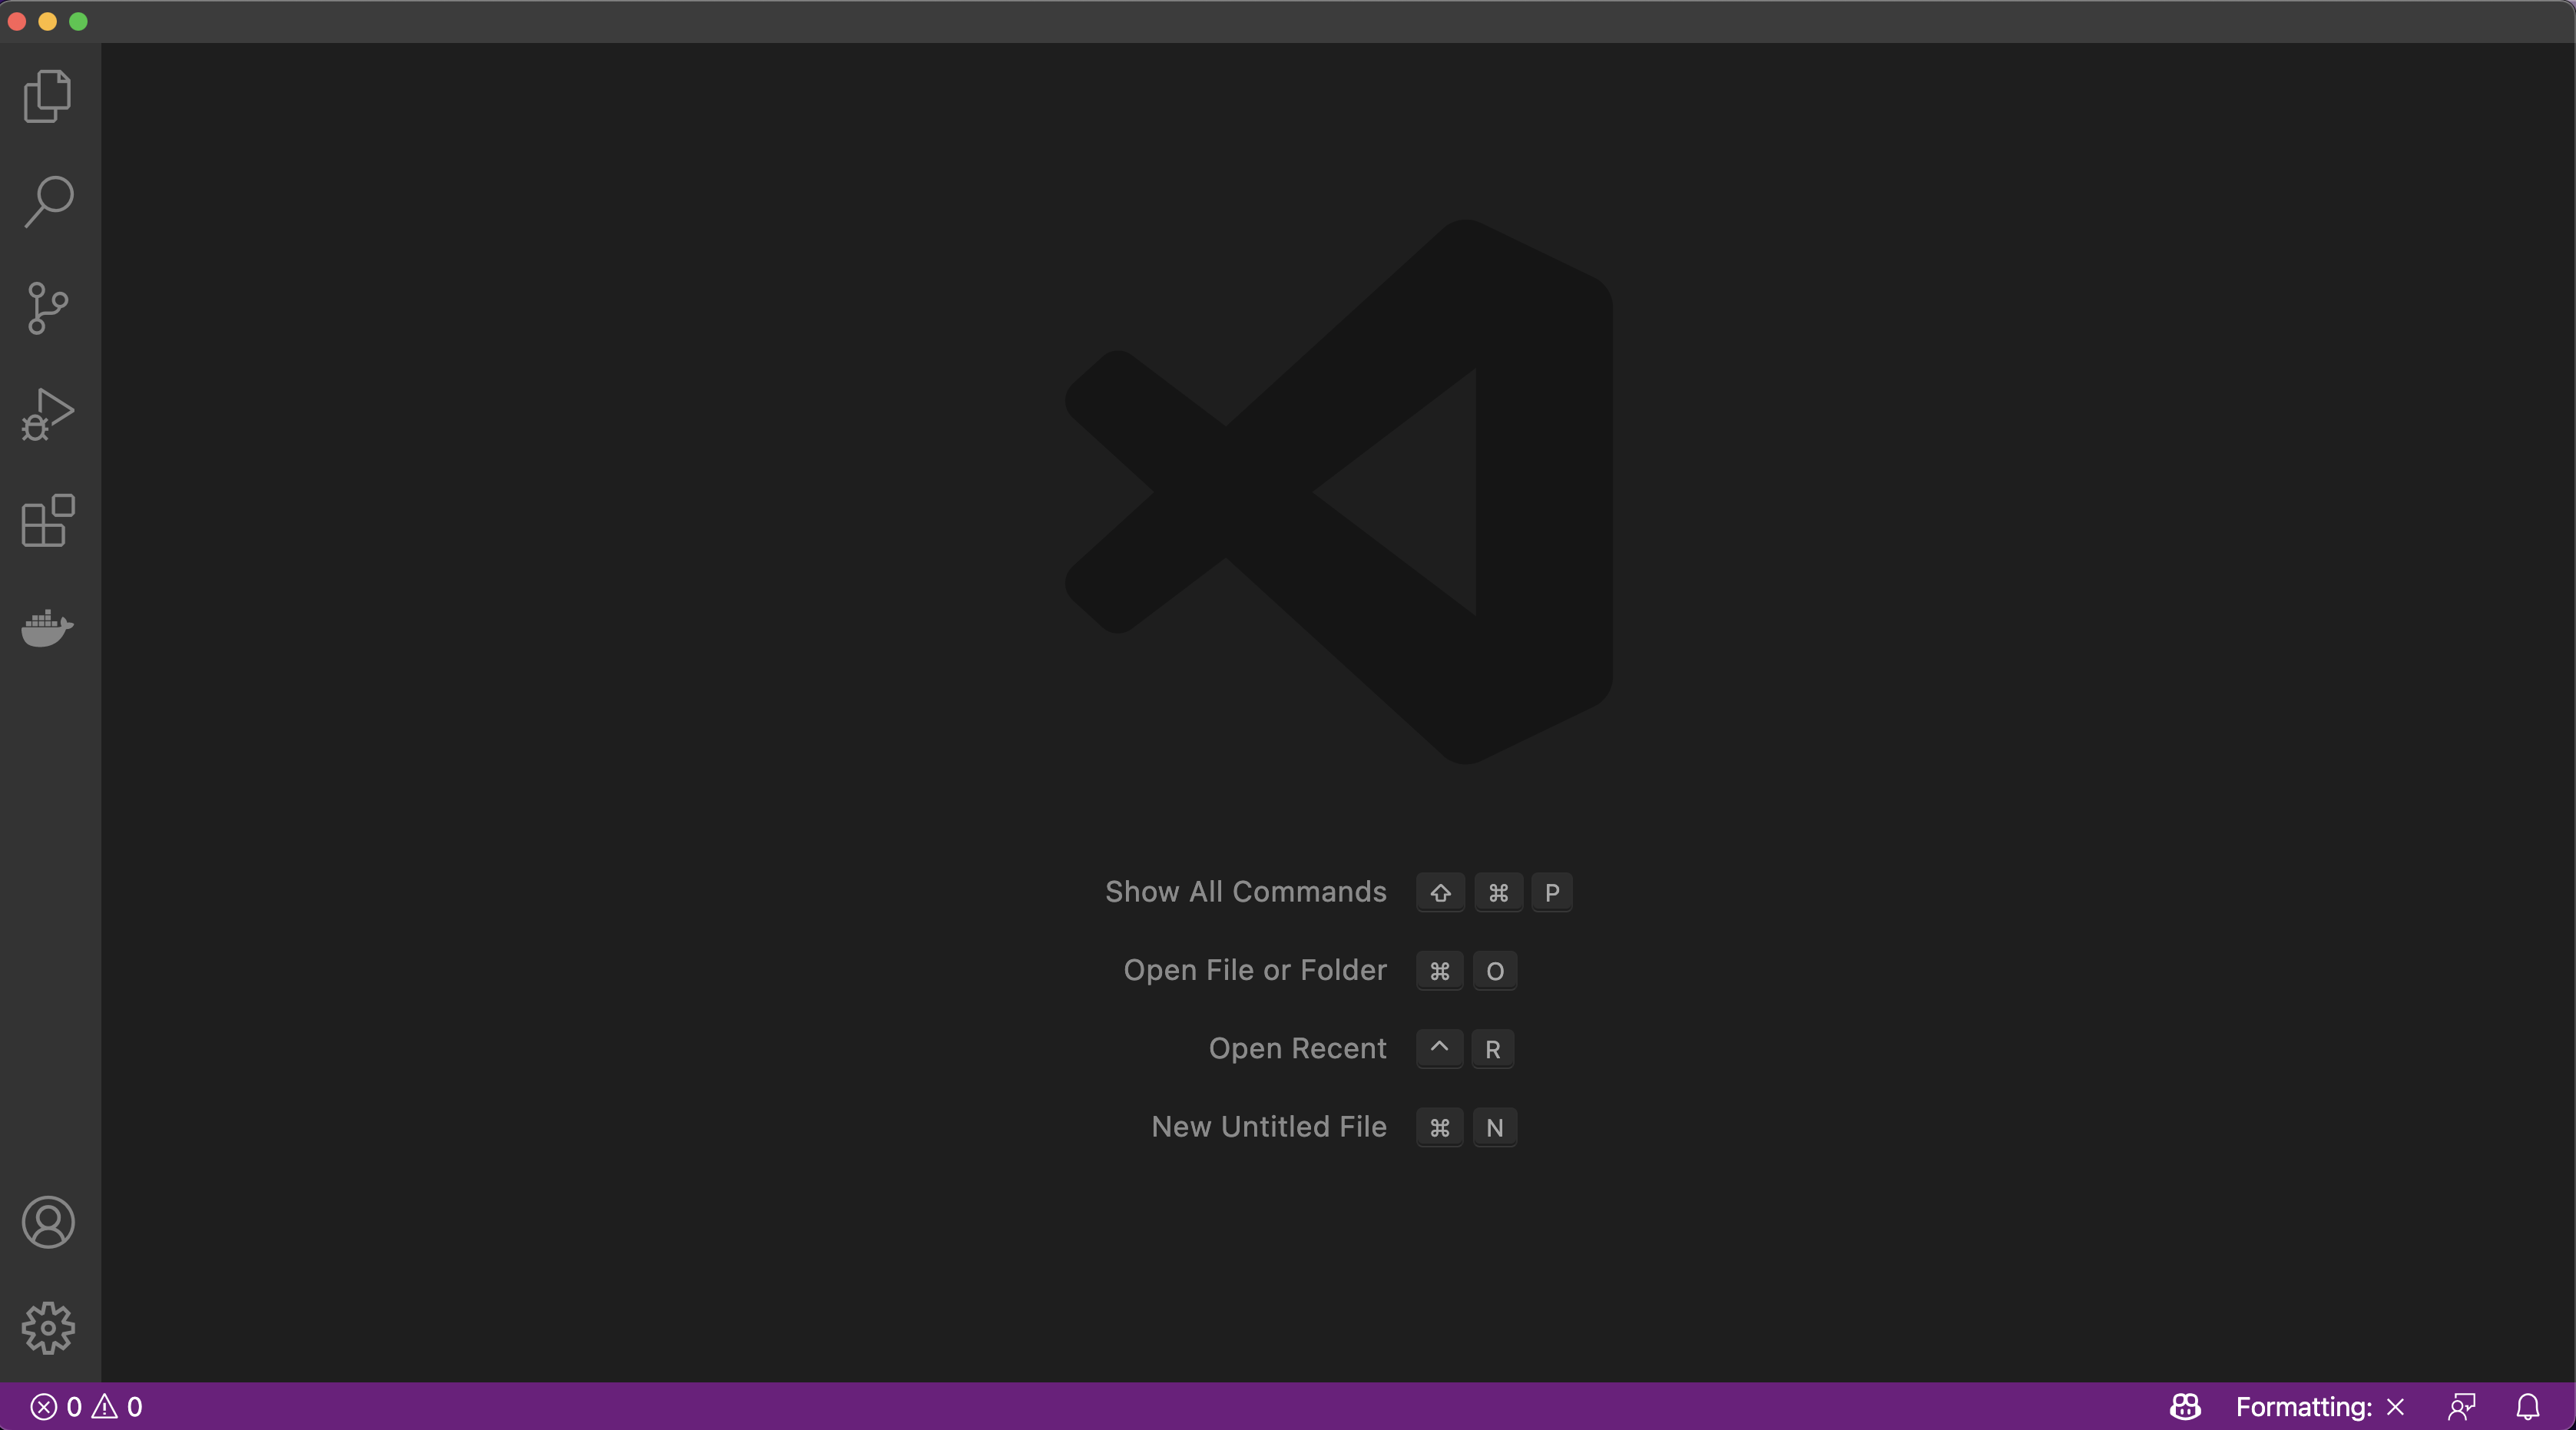 Show All Commands ⇧ ⌘ P
Open File or Folder ⌘ O
Open Recent ^ R
New Untitled File ⌘ N
0 0 Formatting: ×